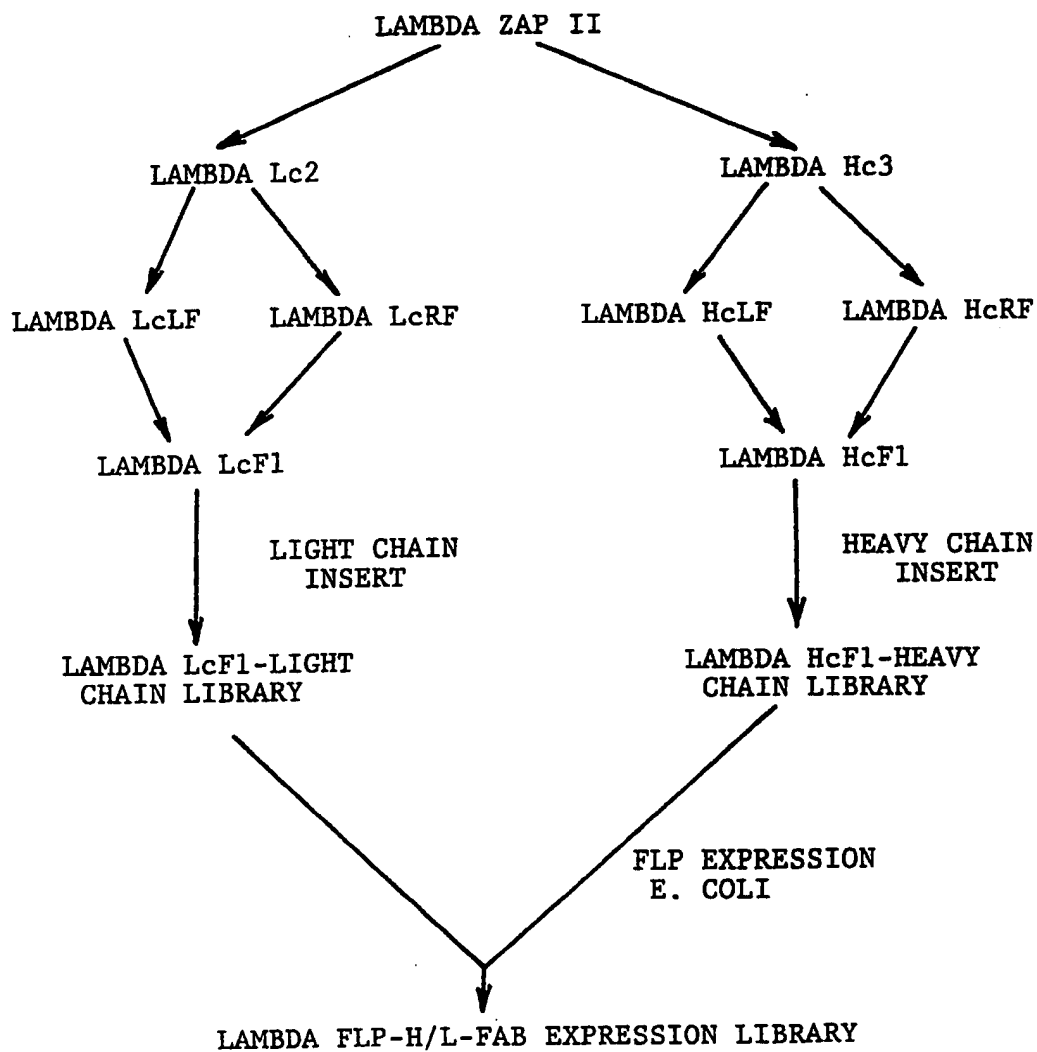 LAMBDA ZAP II
LAMBDA Lc2
LAMBDA Hc3
LAMBDA LcLF
LAMBDA LcRF
LAMBDA HcLF
LAMBDA HcRF
LAMBDA LcF1
LAMBDA HcF1
LIGHT CHAIN
INSERT
HEAVY CHAIN
INSERT
LAMBDA LcF1-LIGHT
CHAIN LIBRARY
LAMBDA HcF1-HEAVY
CHAIN LIBRARY
FLP EXPRESSION
E. COLI
LAMBDA FLP-H/L-FAB EXPRESSION LIBRARY